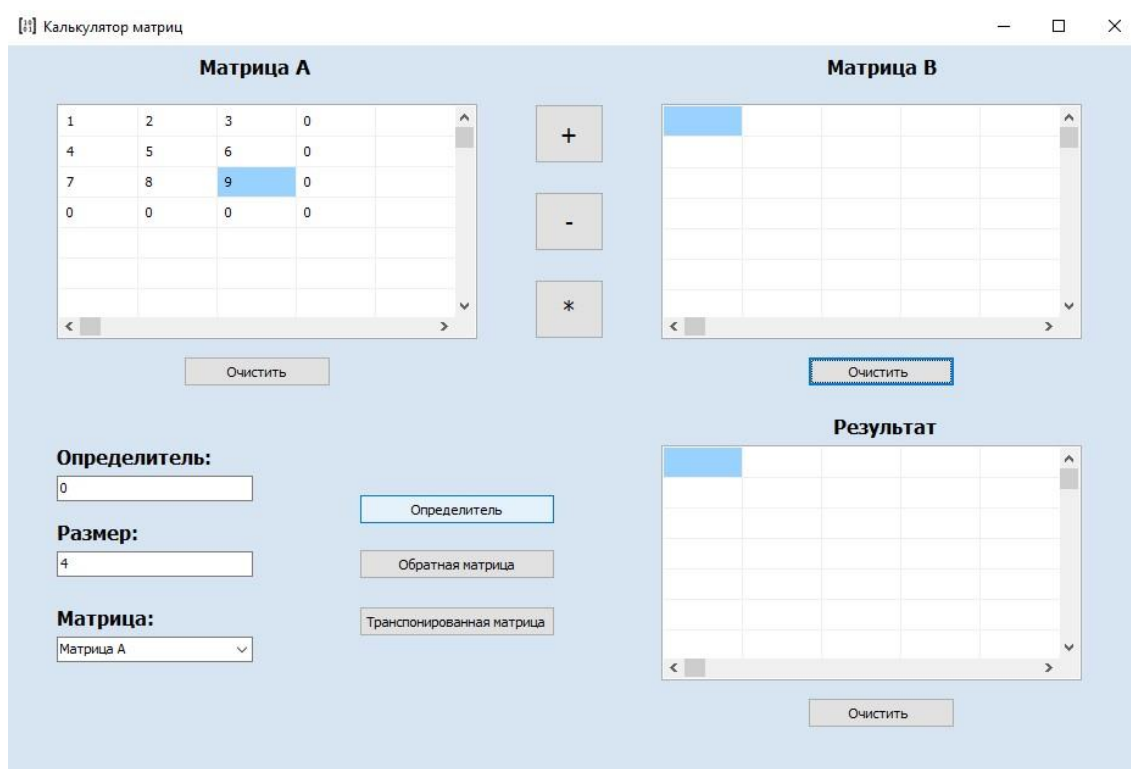 Калькулятор матриц
Матрица А
Матрица В
1 2 3 0
4 5 6 0
7 8 9 0
0 0 0 0
+
-
*
Очистить
Очистить
Результат
Определитель:
0
Определитель
Размер:
4
Обратная матрица
Матрица:
Транспонированная матрица
Матрица А
Очистить